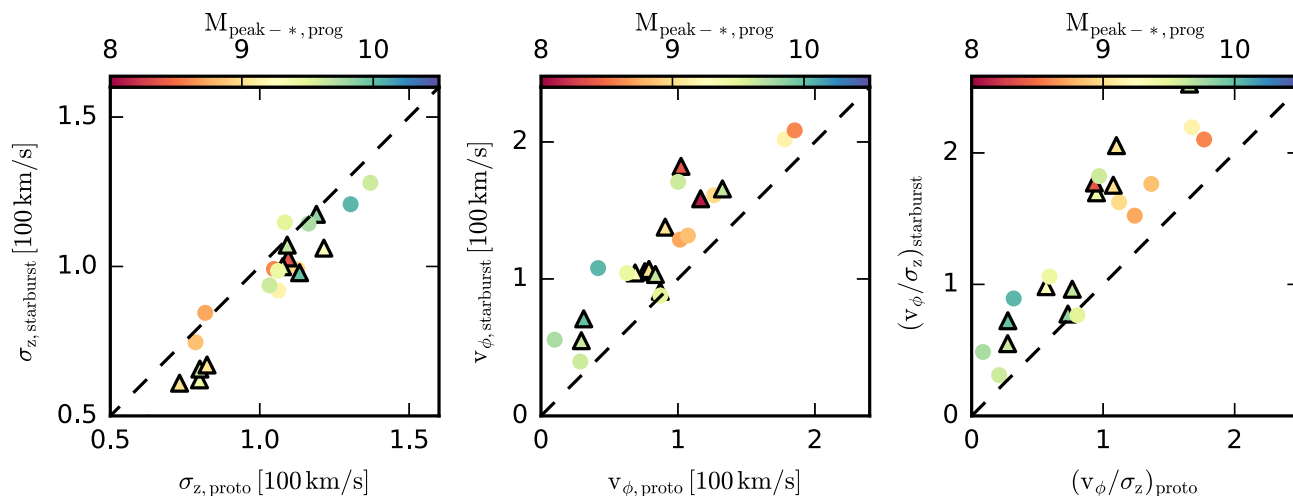 M_peak−∗,prog M_peak−∗,prog M_peak−∗,prog
8 9 10 8 9 10 8 9 10
σ_z,starburst [100 km/s]
1.5
1.0
0.5
0.5 1.0 1.5
σ_z,proto [100 km/s]
v_ϕ,starburst [100 km/s]
2
1
0
0 1 2
v_ϕ,proto [100 km/s]
(v_ϕ/σ_z)_starburst
2
1
0
0 1 2
(v_ϕ/σ_z)_proto